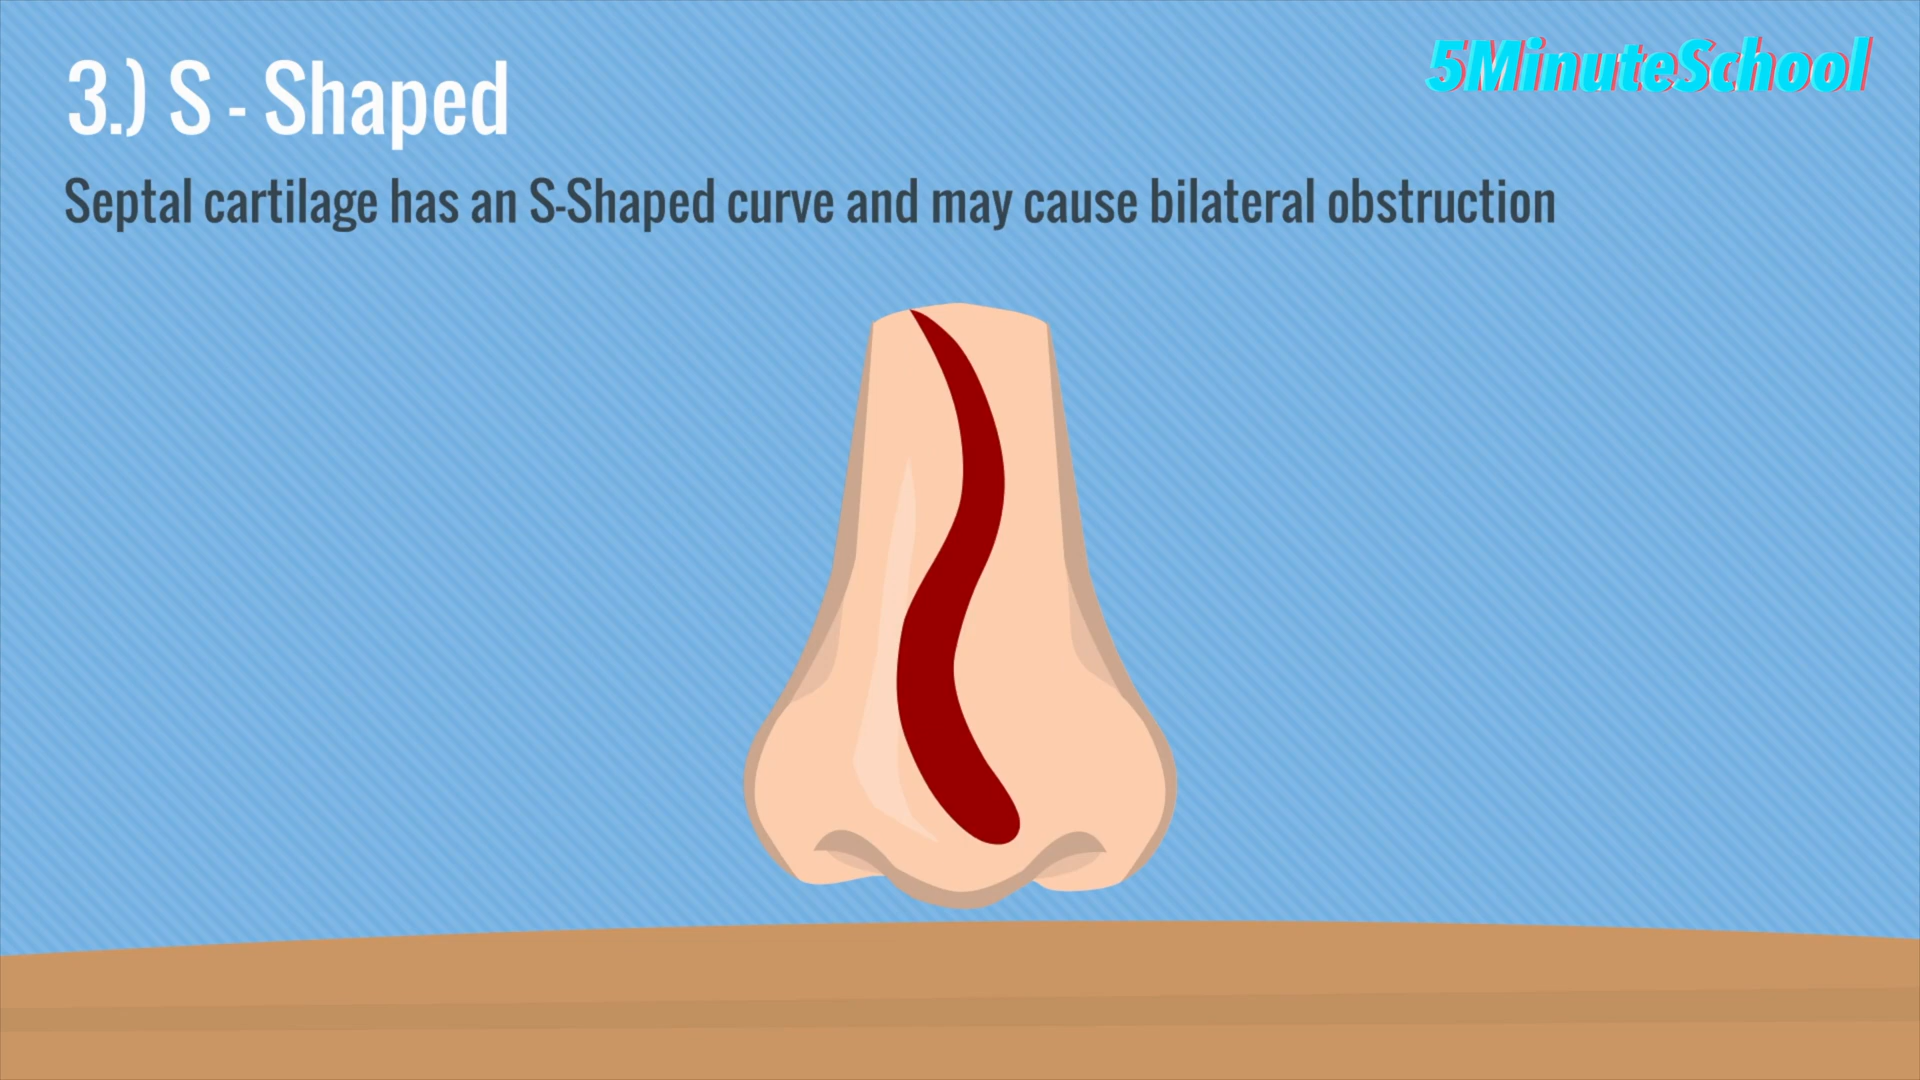 3.) S - Shaped
5MinuteSchool
Septal cartilage has an S-Shaped curve and may cause bilateral obstruction